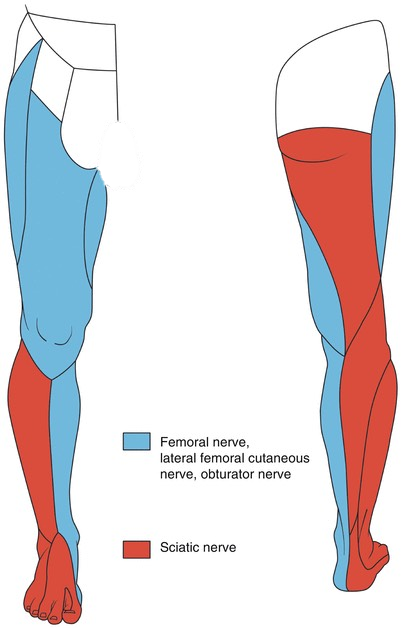 Femoral nerve,
lateral femoral cutaneous
nerve, obturator nerve
Sciatic nerve